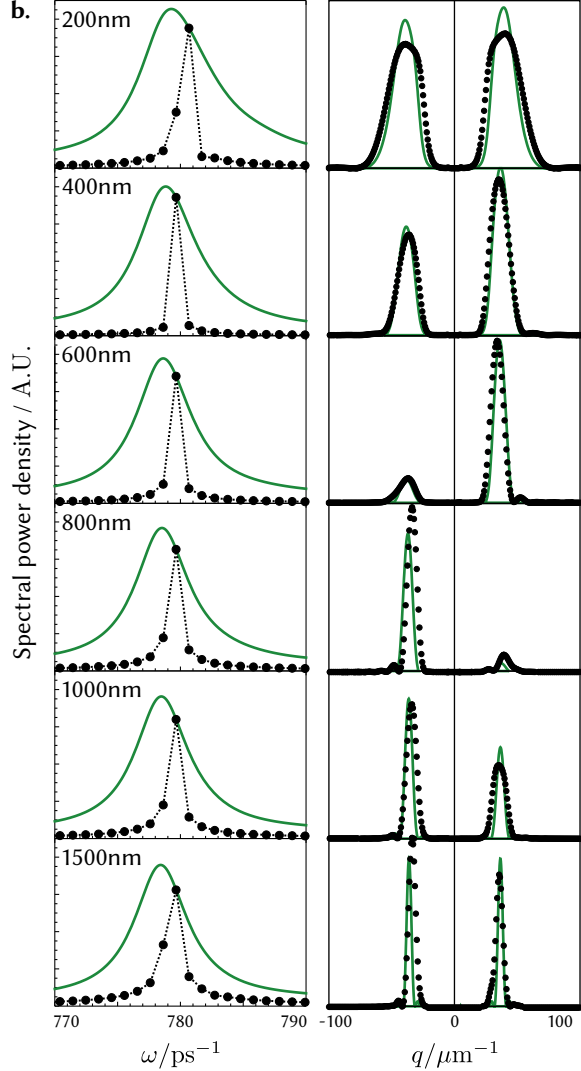 b.
200nm
400nm
600nm
800nm
1000nm
1500nm
Spectral power density / A.U.
770 780 790
-100 0 100
ω/ps⁻¹
q/μm⁻¹